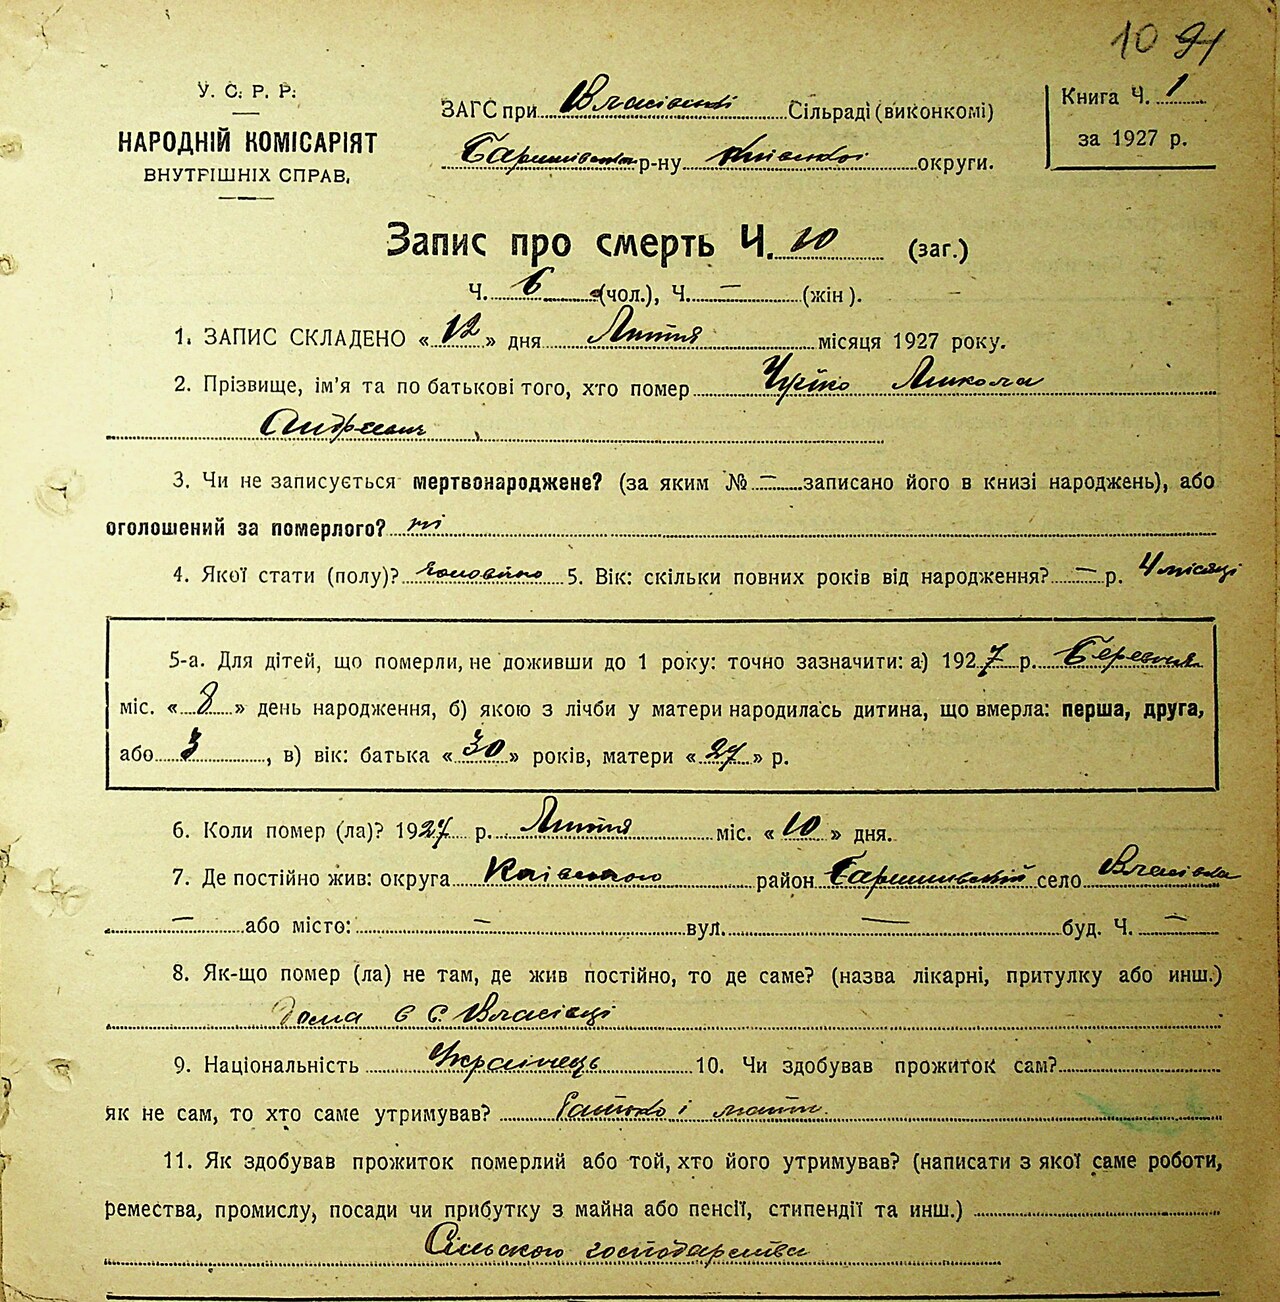 10 91
У. С. Р. Р.
НАРОДНІЙ КОМІСАРІЯТ
ВНУТРІШНІХ СПРАВ.
ЗАГС при Власівській Сільраді (виконкомі)
Баришівського р-ну Київської округи.
Книга Ч. 1
за 1927 р.
Запис про смерть Ч. 10 (заг.)
Ч. 6 (чол.), Ч. — (жін).
1. ЗАПИС СКЛАДЕНО «12» дня Липня місяця 1927 року.
2. Прізвище, ім'я та по батькові того, хто помер Чуйко Микола
Андрієвич
3. Чи не записується мертвонароджене? (за яким № — записано його в книзі народжень), або
оголошений за померлого? ні
4. Якої стати (полу)? 5. Вік: скільки повних років від народження? — р. 4 місяці
5-а. Для дітей, що померли, не доживши до 1 року: точно зазначити: а) 1927 р. Березня
міс. «8» день народження, б) якою з лічби у матери народилась дитина, що вмерла: перша, друга,
або 3, в) вік: батька «30» років, матери «27» р.
6. Коли помер (ла)? 1927 р. Липня міс. «10» дня.
7. Де постійно жив: округа район Баришівський село Власівка
— або місто: — вул. — буд. Ч. —
8. Як-що помер (ла) не там, де жив постійно, то де саме? (назва лікарні, притулку або инш.)
Дома в с. Власівці
9. Національність Українець 10. Чи здобував прожиток сам?
як не сам, то хто саме утримував? Батько і мати
11. Як здобував прожиток померлий або той, хто його утримував? (написати з якої саме роботи,
ремества, промислу, посади чи прибутку з майна або пенсії, стипендії та инш.)
Сільського господарства